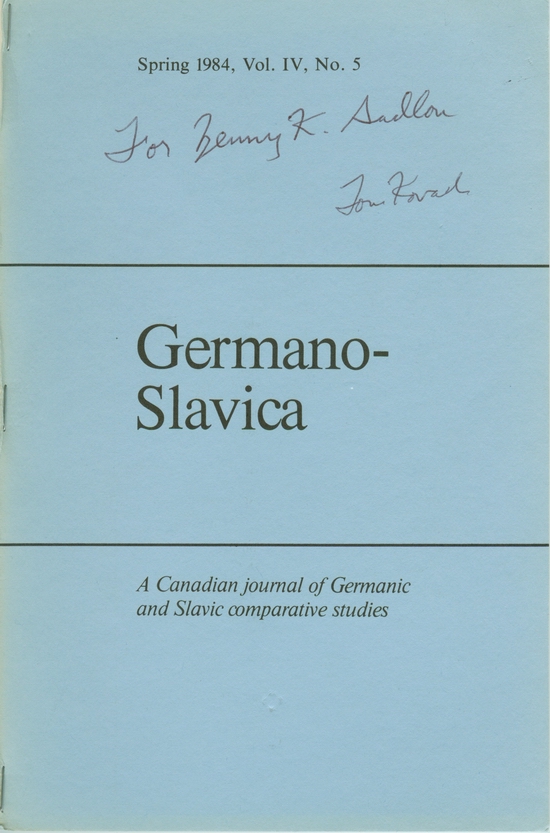 Spring 1984, Vol. IV, No. 5
For Zenny K. Sadlon
Tom Kovach
Germano-
Slavica
A Canadian journal of Germanic
and Slavic comparative studies